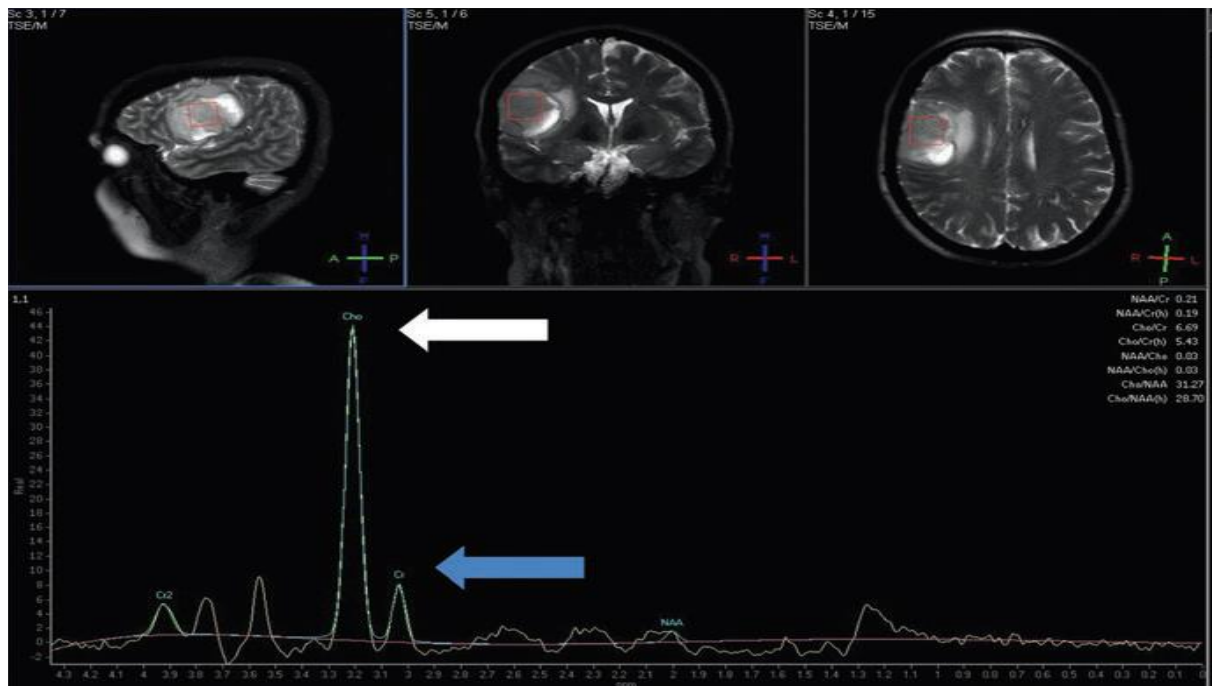 Sc 3, 1 / 7
TSE/M
A P
H
F
Sc 5, 1 / 6
TSE/M
R L
H
F
Sc 4, 1 / 15
TSE/M
A
R L
P
1,1
NAA/Cr 0.21
NAA/Cr(h) 0.19
Cho/Cr 6.69
Cho/Cr(h) 5.43
NAA/Cho 0.03
NAA/Cho(h) 0.03
Cho/NAA 31.27
Cho/NAA(h) 28.70
46
44
42
40
38
36
34
32
30
28
26
24
22
20
18
16
14
12
10
8
6
4
2
0
-2
Cho
Cr
Cr2
NAA
4.3 4.2 4.1 4 3.9 3.8 3.7 3.6 3.5 3.4 3.3 3.2 3.1 3 2.9 2.8 2.7 2.6 2.5 2.4 2.3 2.2 2.1 2 1.9 1.8 1.7 1.6 1.5 1.4 1.3 1.2 1.1 1 0.9 0.8 0.7 0.6 0.5 0.4 0.3 0.2 0.1 0
ppm